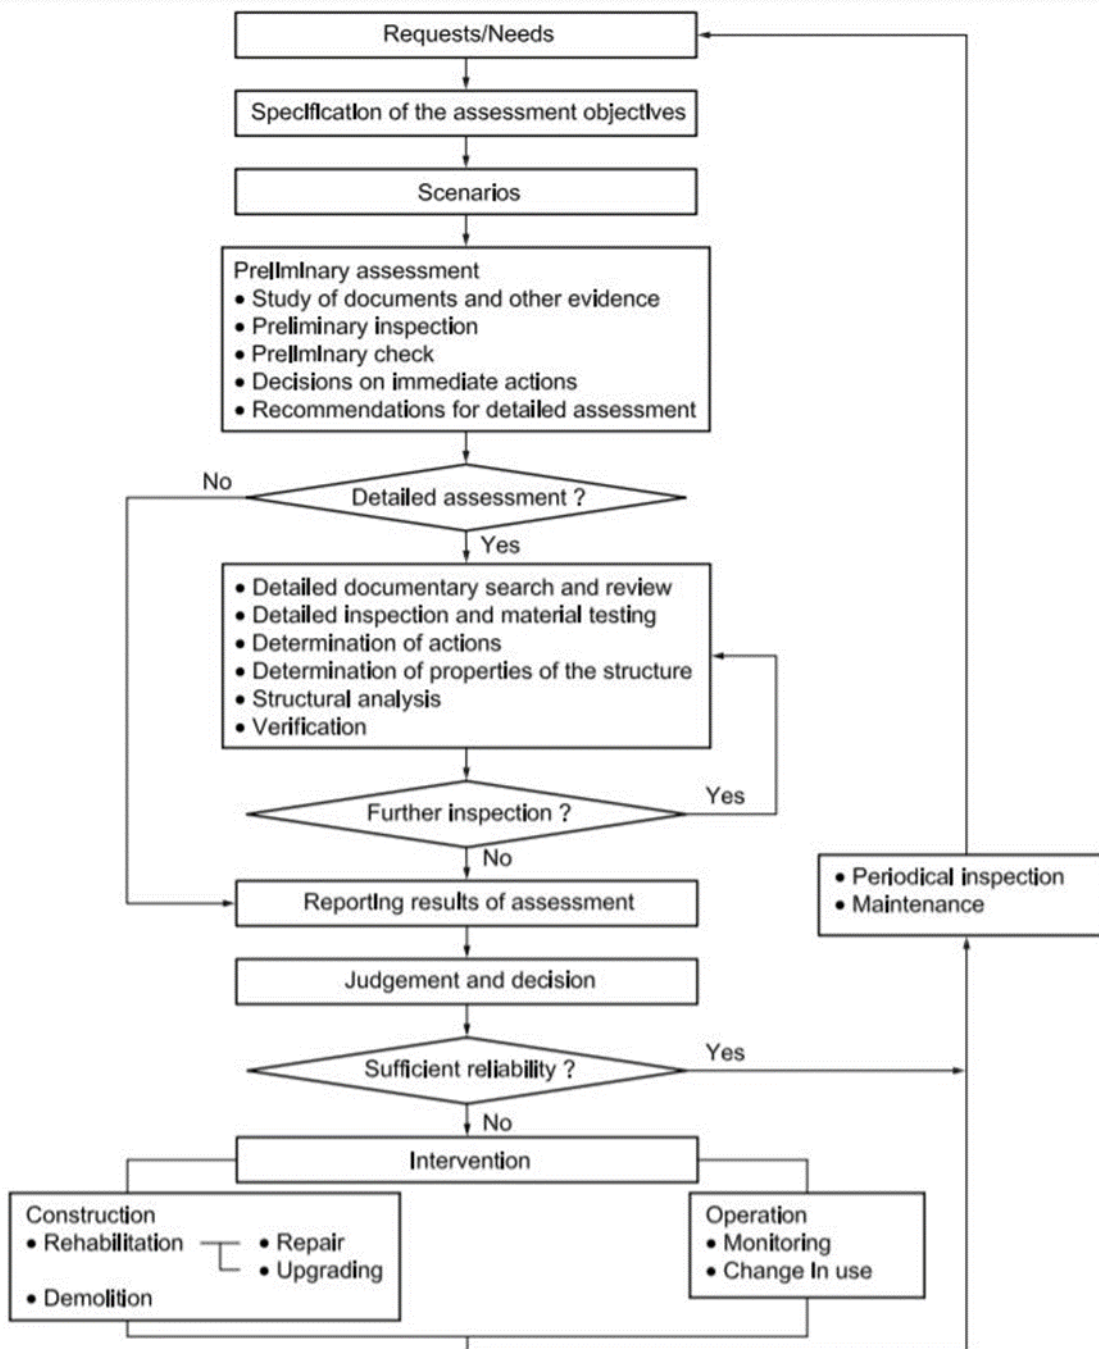 Requests/Needs
Specification of the assessment objectives
Scenarios
Preliminary assessment
• Study of documents and other evidence
• Preliminary inspection
• Preliminary check
• Decisions on immediate actions
• Recommendations for detailed assessment
No
Detailed assessment ?
Yes
• Detailed documentary search and review
• Detailed inspection and material testing
• Determination of actions
• Determination of properties of the structure
• Structural analysis
• Verification
Further inspection ?
Yes
No
• Periodical inspection
• Maintenance
Reporting results of assessment
Judgement and decision
Sufficient reliability ?
Yes
No
Intervention
Construction
• Rehabilitation
• Repair
• Upgrading
• Demolition
Operation
• Monitoring
• Change In use